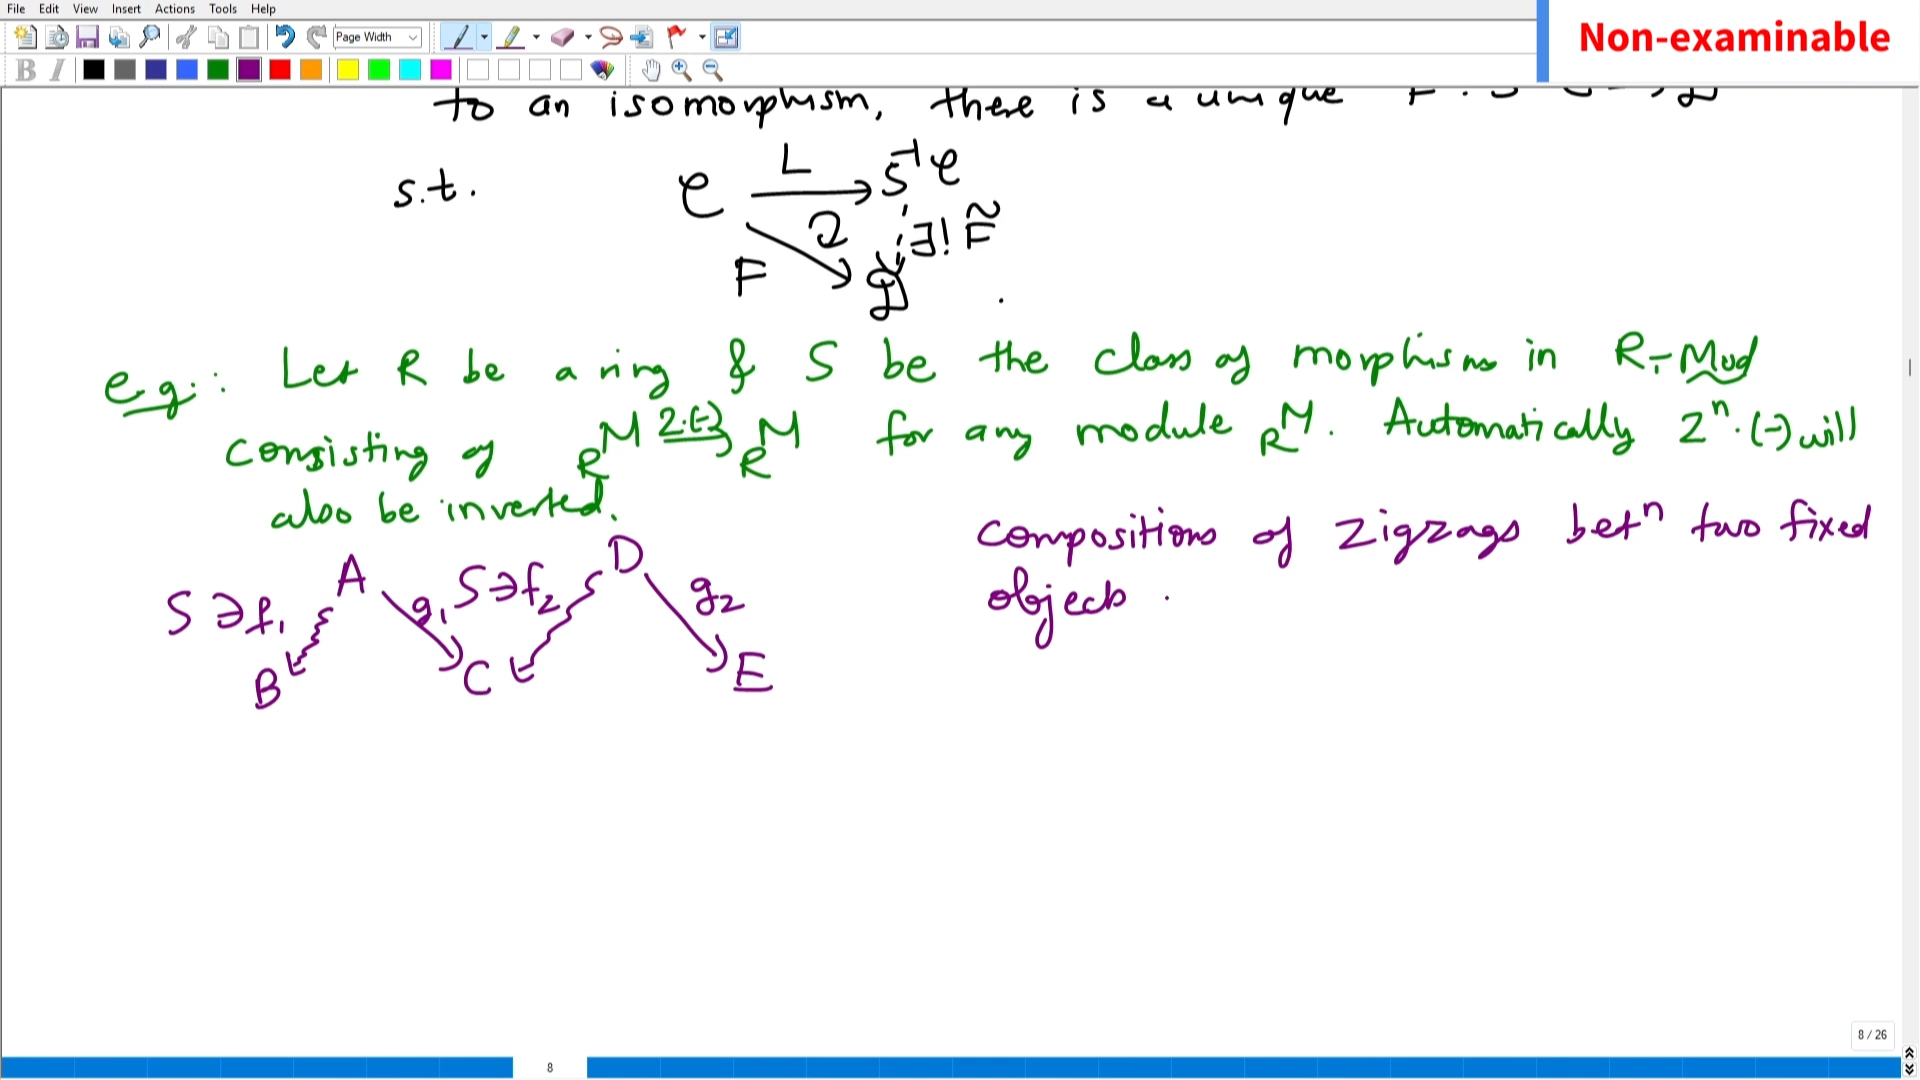 File Edit View Insert Actions Tools Help
Page Width
Non-examinable
to an isomorphism, there is a unique
s.t. C L S⁻¹C
F ∃! F̃
D
e.g.: Let R be a ring & S be the class of morphisms in R-Mod
consisting of RM 2·(-) RM for any module RM. Automatically 2ⁿ·(-) will
also be inverted.
compositions of zigzags betⁿ two fixed
objects.
S∋f₁ A g₁ S∋f₂ D g₂
B C E
8 / 26
8